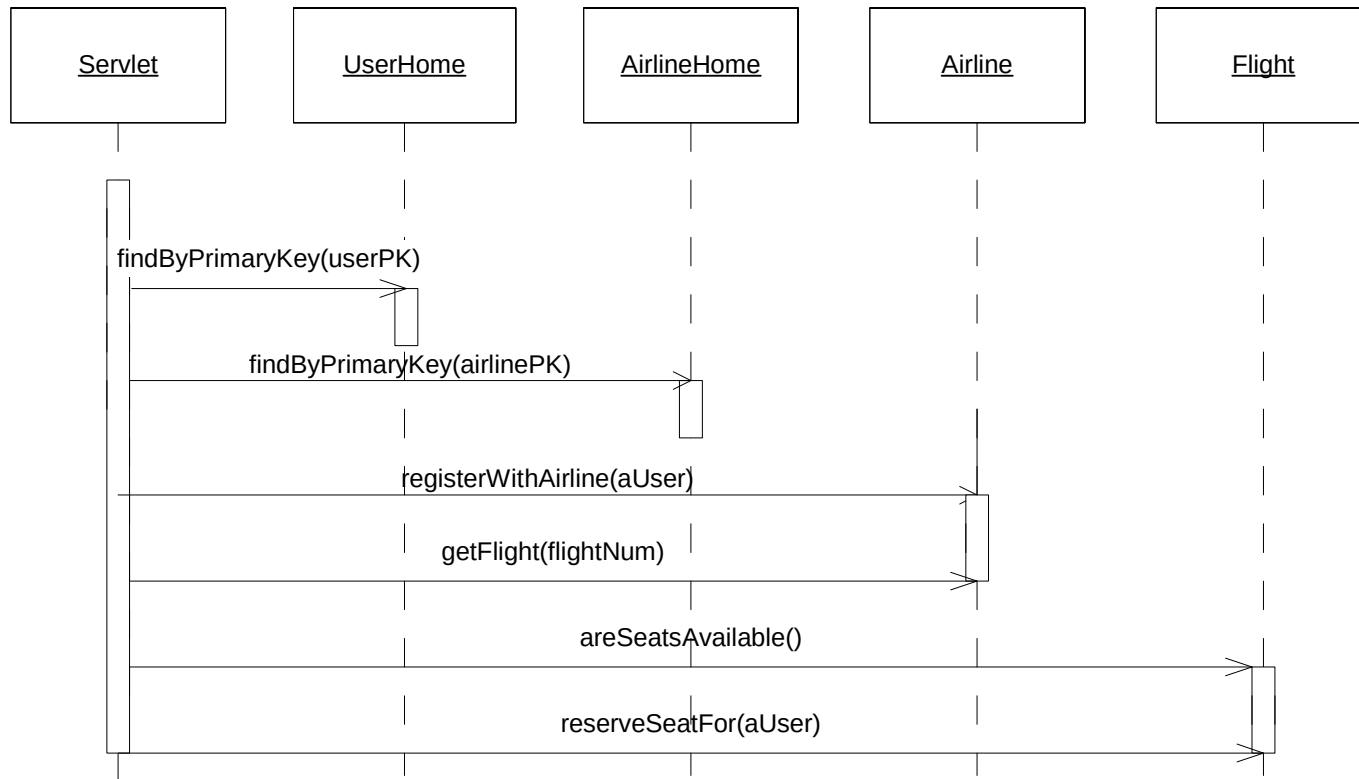 Servlet
UserHome
AirlineHome
Airline
Flight
findByPrimaryKey(userPK)
findByPrimaryKey(airlinePK)
registerWithAirline(aUser)
getFlight(flightNum)
areSeatsAvailable()
reserveSeatFor(aUser)